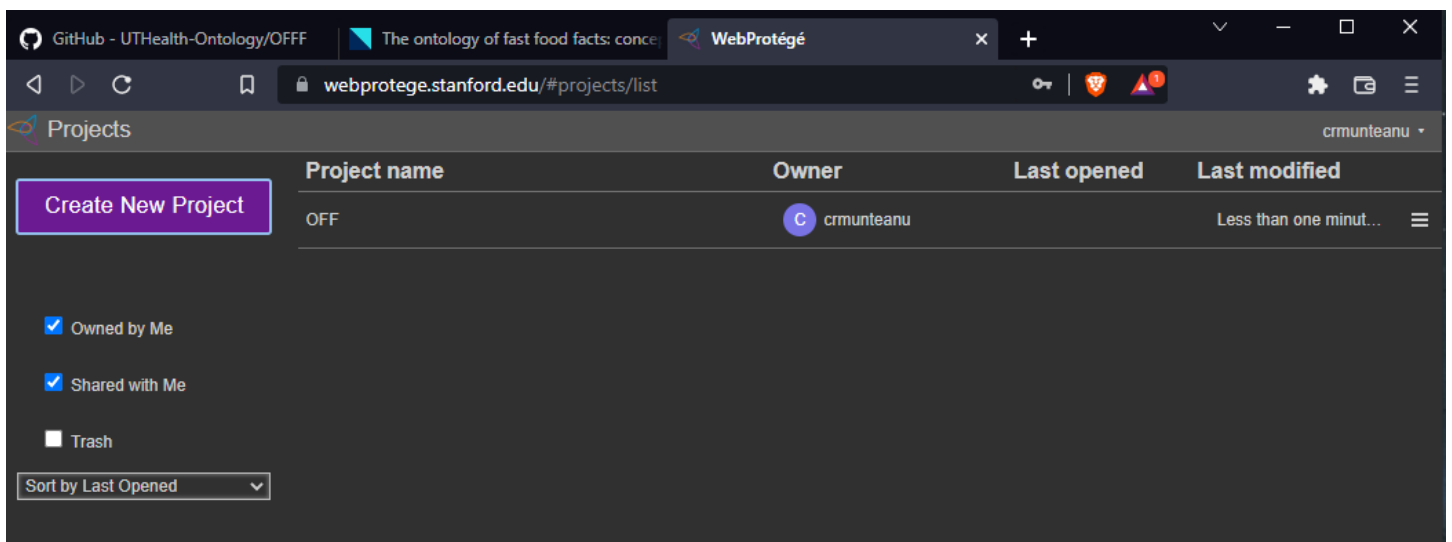 GitHub - UTHealth-Ontology/OFFF
The ontology of fast food facts: conce
WebProtégé
webprotege.stanford.edu/#projects/list
1
Projects
crmunteanu
Create New Project
Project name Owner Last opened Last modified
OFF C crmunteanu Less than one minut...
Owned by Me
Shared with Me
Trash
Sort by Last Opened